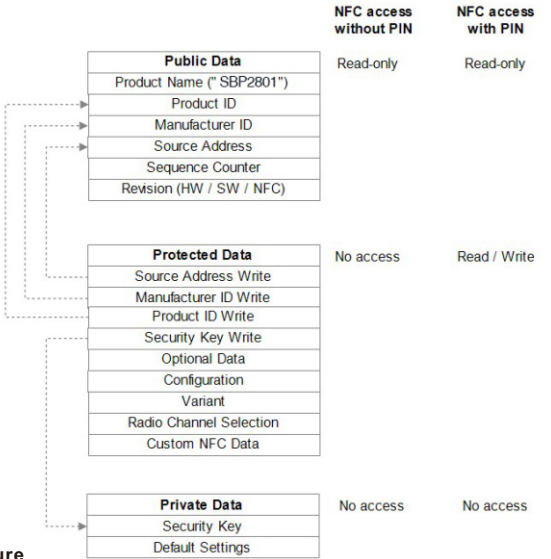 NFC access without PIN
NFC access with PIN
Public Data
Read-only
Read-only
Product Name (" SBP2801")
Product ID
Manufacturer ID
Source Address
Sequence Counter
Revision (HW / SW / NFC)
Protected Data
No access
Read / Write
Source Address Write
Manufacturer ID Write
Product ID Write
Security Key Write
Optional Data
Configuration
Variant
Radio Channel Selection
Custom NFC Data
Private Data
No access
No access
Security Key
Default Settings